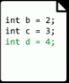 int b = 2;
int c = 3;
int d = 4;